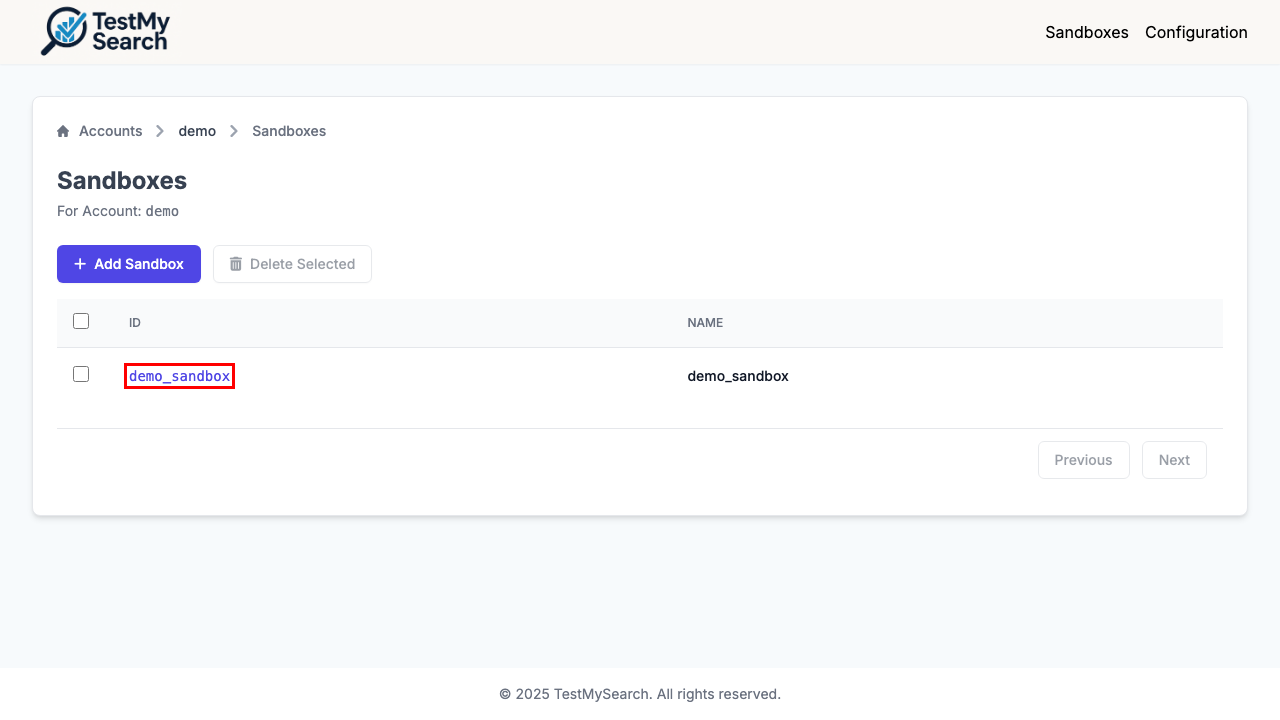 TestMy
Search
Sandboxes Configuration
Accounts demo Sandboxes
Sandboxes
For Account: demo
Add Sandbox Delete Selected
ID NAME
demo_sandbox demo_sandbox
Previous Next
© 2025 TestMySearch. All rights reserved.